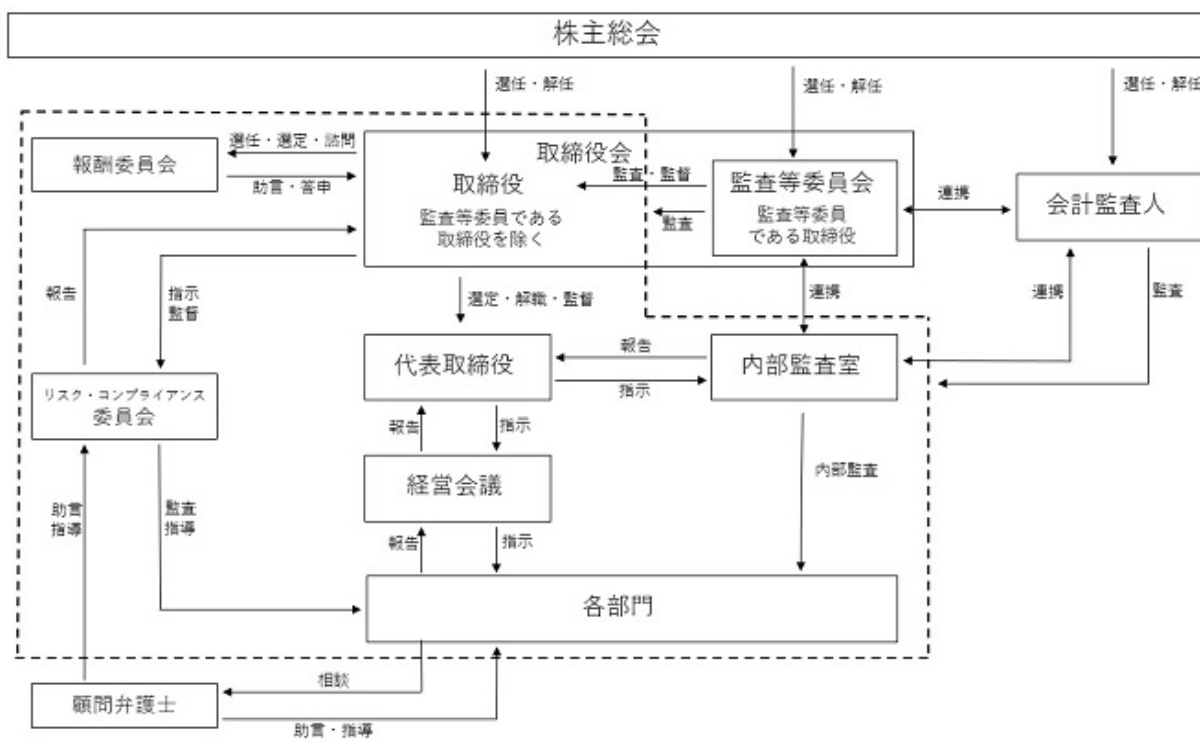 株主総会
選任・解任
選任・解任
選任・解任
報酬委員会
選任・選定・諮問
助言・答申
取締役会
取締役
監査等委員である
取締役を除く
監査・監督
監査
監査等委員会
監査等委員
である取締役
連携
会計監査人
報告
指示
監督
選定・解職・監督
連携
連携
監査
代表取締役
報告
指示
内部監査室
リスク・コンプライアンス
委員会
報告
指示
経営会議
内部監査
助言
指導
監査
指導
報告
指示
各部門
顧問弁護士
相談
助言・指導